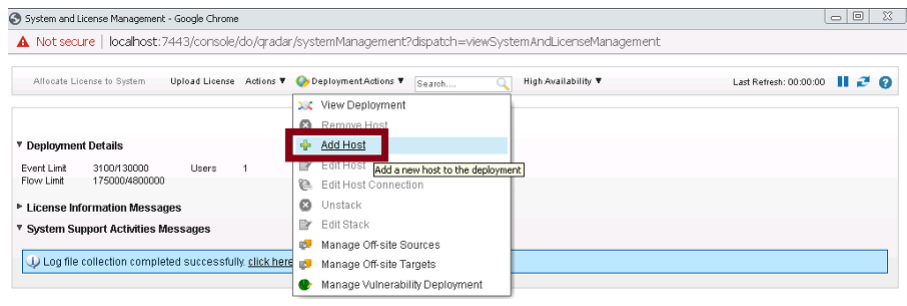 System and License Management - Google Chrome
Not secure | localhost:7443/console/do/qradar/systemManagement?dispatch=viewSystemAndLicenseManagement
Allocate License to System Upload License Actions ▼ Deployment Actions ▼ Search... High Availability ▼ Last Refresh: 00:00:00
View Deployment
Remove Host
Add Host
Edit Host
Add a new host to the deployment
Edit Host Connection
Unstack
Edit Stack
Manage Off-site Sources
Manage Off-site Targets
Manage Vulnerability Deployment
Deployment Details
Event Limit 3100/130000 Users 1
Flow Limit 175000/4800000
License Information Messages
System Support Activities Messages
Log file collection completed successfully. click here